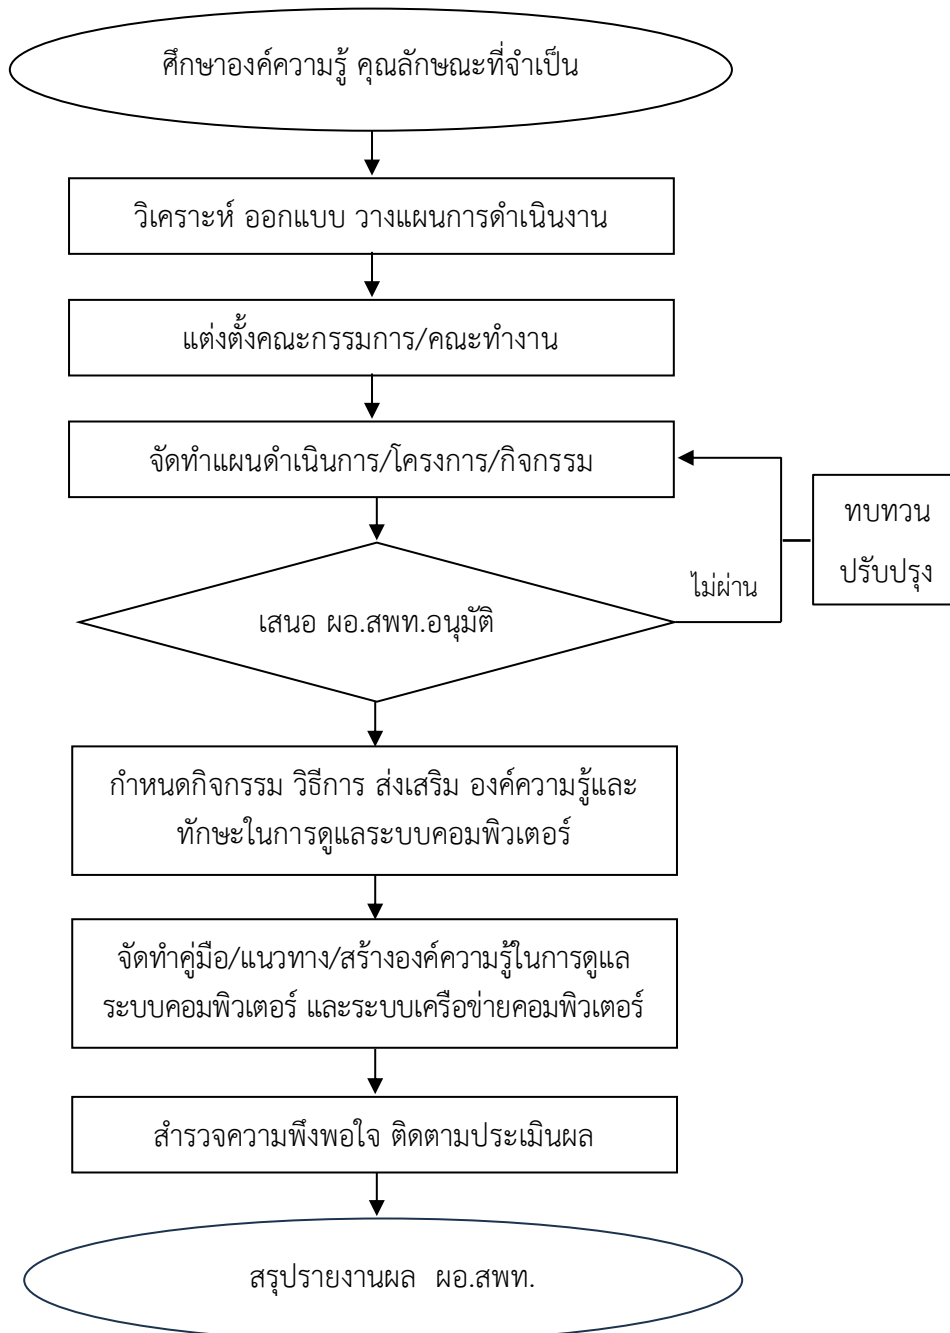 ศึกษาองค์ความรู้ คุณลักษณะที่จำเป็น
วิเคราะห์ ออกแบบ วางแผนการดำเนินงาน
แต่งตั้งคณะกรรมการ/คณะทำงาน
จัดทำแผนดำเนินการ/โครงการ/กิจกรรม
ทบทวน
ปรับปรุง
ไม่ผ่าน
เสนอ ผอ.สพท.อนุมัติ
กำหนดกิจกรรม วิธีการ ส่งเสริม องค์ความรู้และ
ทักษะในการดูแลระบบคอมพิวเตอร์
จัดทำคู่มือ/แนวทาง/สร้างองค์ความรู้ในการดูแล
ระบบคอมพิวเตอร์ และระบบเครือข่ายคอมพิวเตอร์
สำรวจความพึงพอใจ ติดตามประเมินผล
สรุปรายงานผล ผอ.สพท.